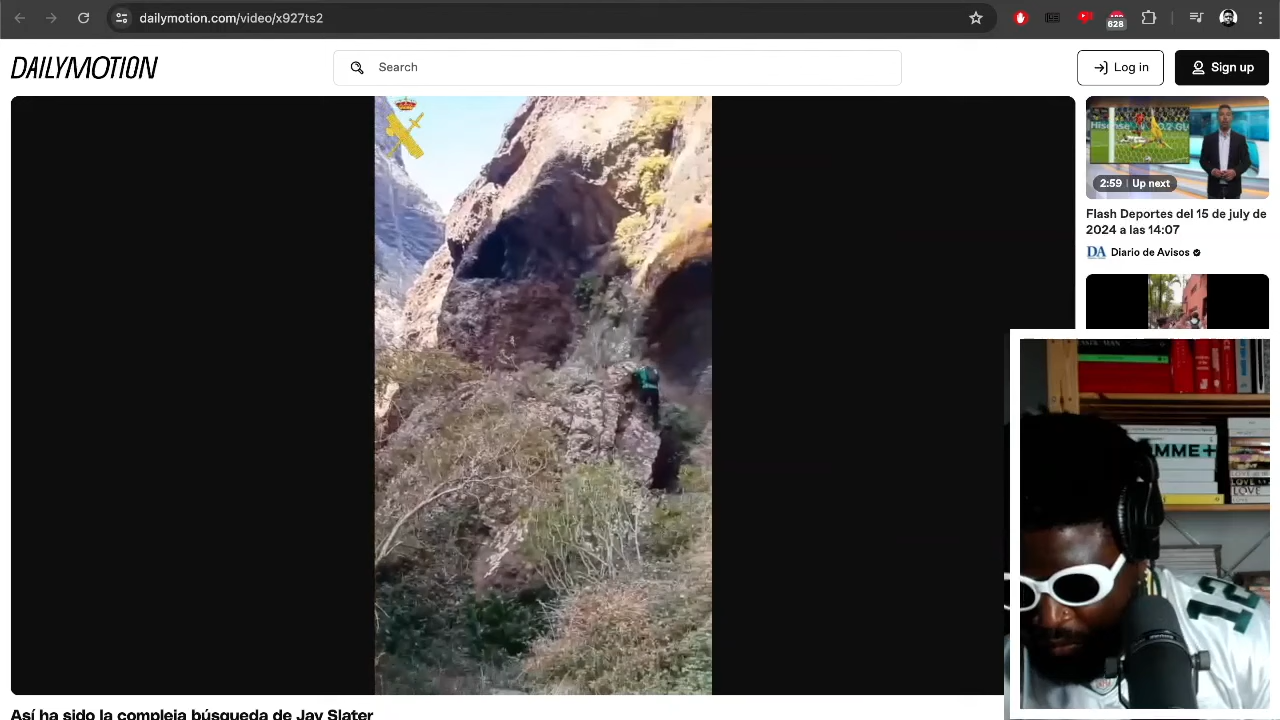 dailymotion.com/video/x927ts2
628
DAILYMOTION
Search
Log in
Sign up
2:59 Up next
Flash Deportes del 15 de july de
2024 a las 14:07
DA Diario de Avisos
Así ha sido la compleja búsqueda de Jay Slater
LOVE